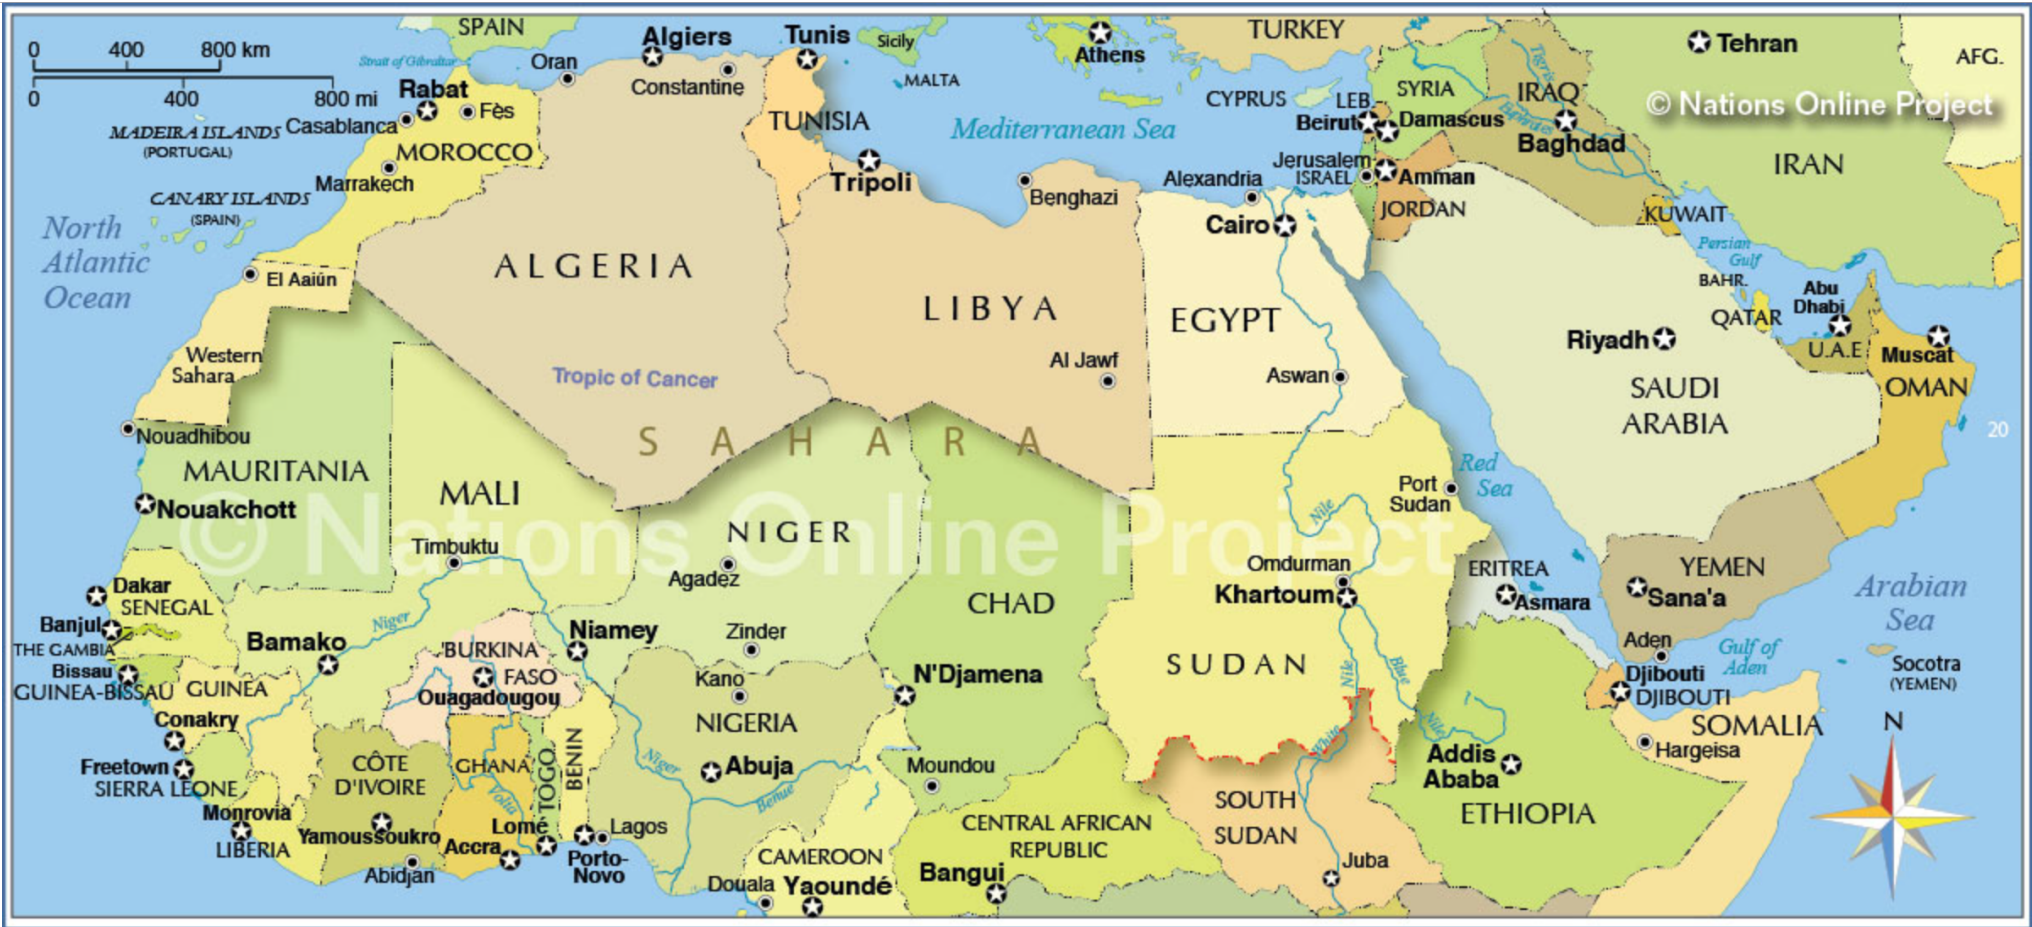 0 400 800 km
0 400 800 mi
SPAIN
Strait of Gibraltar
Oran
Algiers
Constantine
Tunis
Sicily
MALTA
Athens
TURKEY
CYPRUS
LEB.
Beirut
SYRIA
Damascus
IRAQ
Tigris
Euphrates
Baghdad
Tehran
AFG.
© Nations Online Project
IRAN
MADEIRA ISLANDS
(PORTUGAL)
Casablanca
Rabat
Fès
MOROCCO
Marrakech
CANARY ISLANDS
(SPAIN)
TUNISIA
Tripoli
Mediterranean Sea
Benghazi
Alexandria
Jerusalem
ISRAEL
Amman
JORDAN
Cairo
KUWAIT
Persian
Gulf
BAHR.
QATAR
Abu
Dhabi
U.A.E
Muscat
OMAN
North
Atlantic
Ocean
El Aaiún
Western
Sahara
ALGERIA
Tropic of Cancer
LIBYA
Al Jawf
EGYPT
Aswan
Riyadh
SAUDI
ARABIA
20
SAHARA
Nouadhibou
MAURITANIA
Nouakchott
MALI
Timbuktu
NIGER
Agadez
Zinder
CHAD
Port
Sudan
Red
Sea
Nile
© Nations Online Project
Omdurman
Khartoum
SUDAN
Nile
Blue
Nile
White
ERITREA
Asmara
YEMEN
Sana'a
Aden
Gulf of
Aden
Arabian
Sea
Socotra
(YEMEN)
Dakar
SENEGAL
Banjul
THE GAMBIA
Bissau
GUINEA-BISSAU
GUINEA
Conakry
Freetown
SIERRA LEONE
Monrovia
LIBERIA
Bamako
Niger
BURKINA
FASO
Ouagadougou
Niamey
CÔTE
D'IVOIRE
Yamoussoukro
Abidjan
GHANA
Volta
Accra
TOGO
Lomé
BENIN
Porto-
Novo
Lagos
Kano
NIGERIA
Niger
Abuja
Benue
N'Djamena
Moundou
CAMEROON
Douala
Yaoundé
CENTRAL AFRICAN
REPUBLIC
Bangui
SOUTH
SUDAN
Juba
Addis
Ababa
ETHIOPIA
Djibouti
DJIBOUTI
SOMALIA
Hargeisa
N